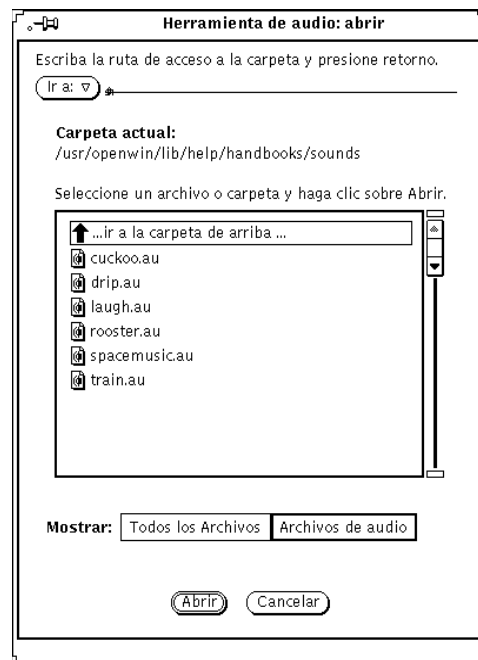 Herramienta de audio: abrir
Escriba la ruta de acceso a la carpeta y presione retorno.
Ir a:
Carpeta actual:
/usr/openwin/lib/help/handbooks/sounds
Seleccione un archivo o carpeta y haga clic sobre Abrir.
...ir a la carpeta de arriba ...
cuckoo.au
drip.au
laugh.au
rooster.au
spacemusic.au
train.au
Mostrar: Todos los Archivos Archivos de audio
Abrir Cancelar